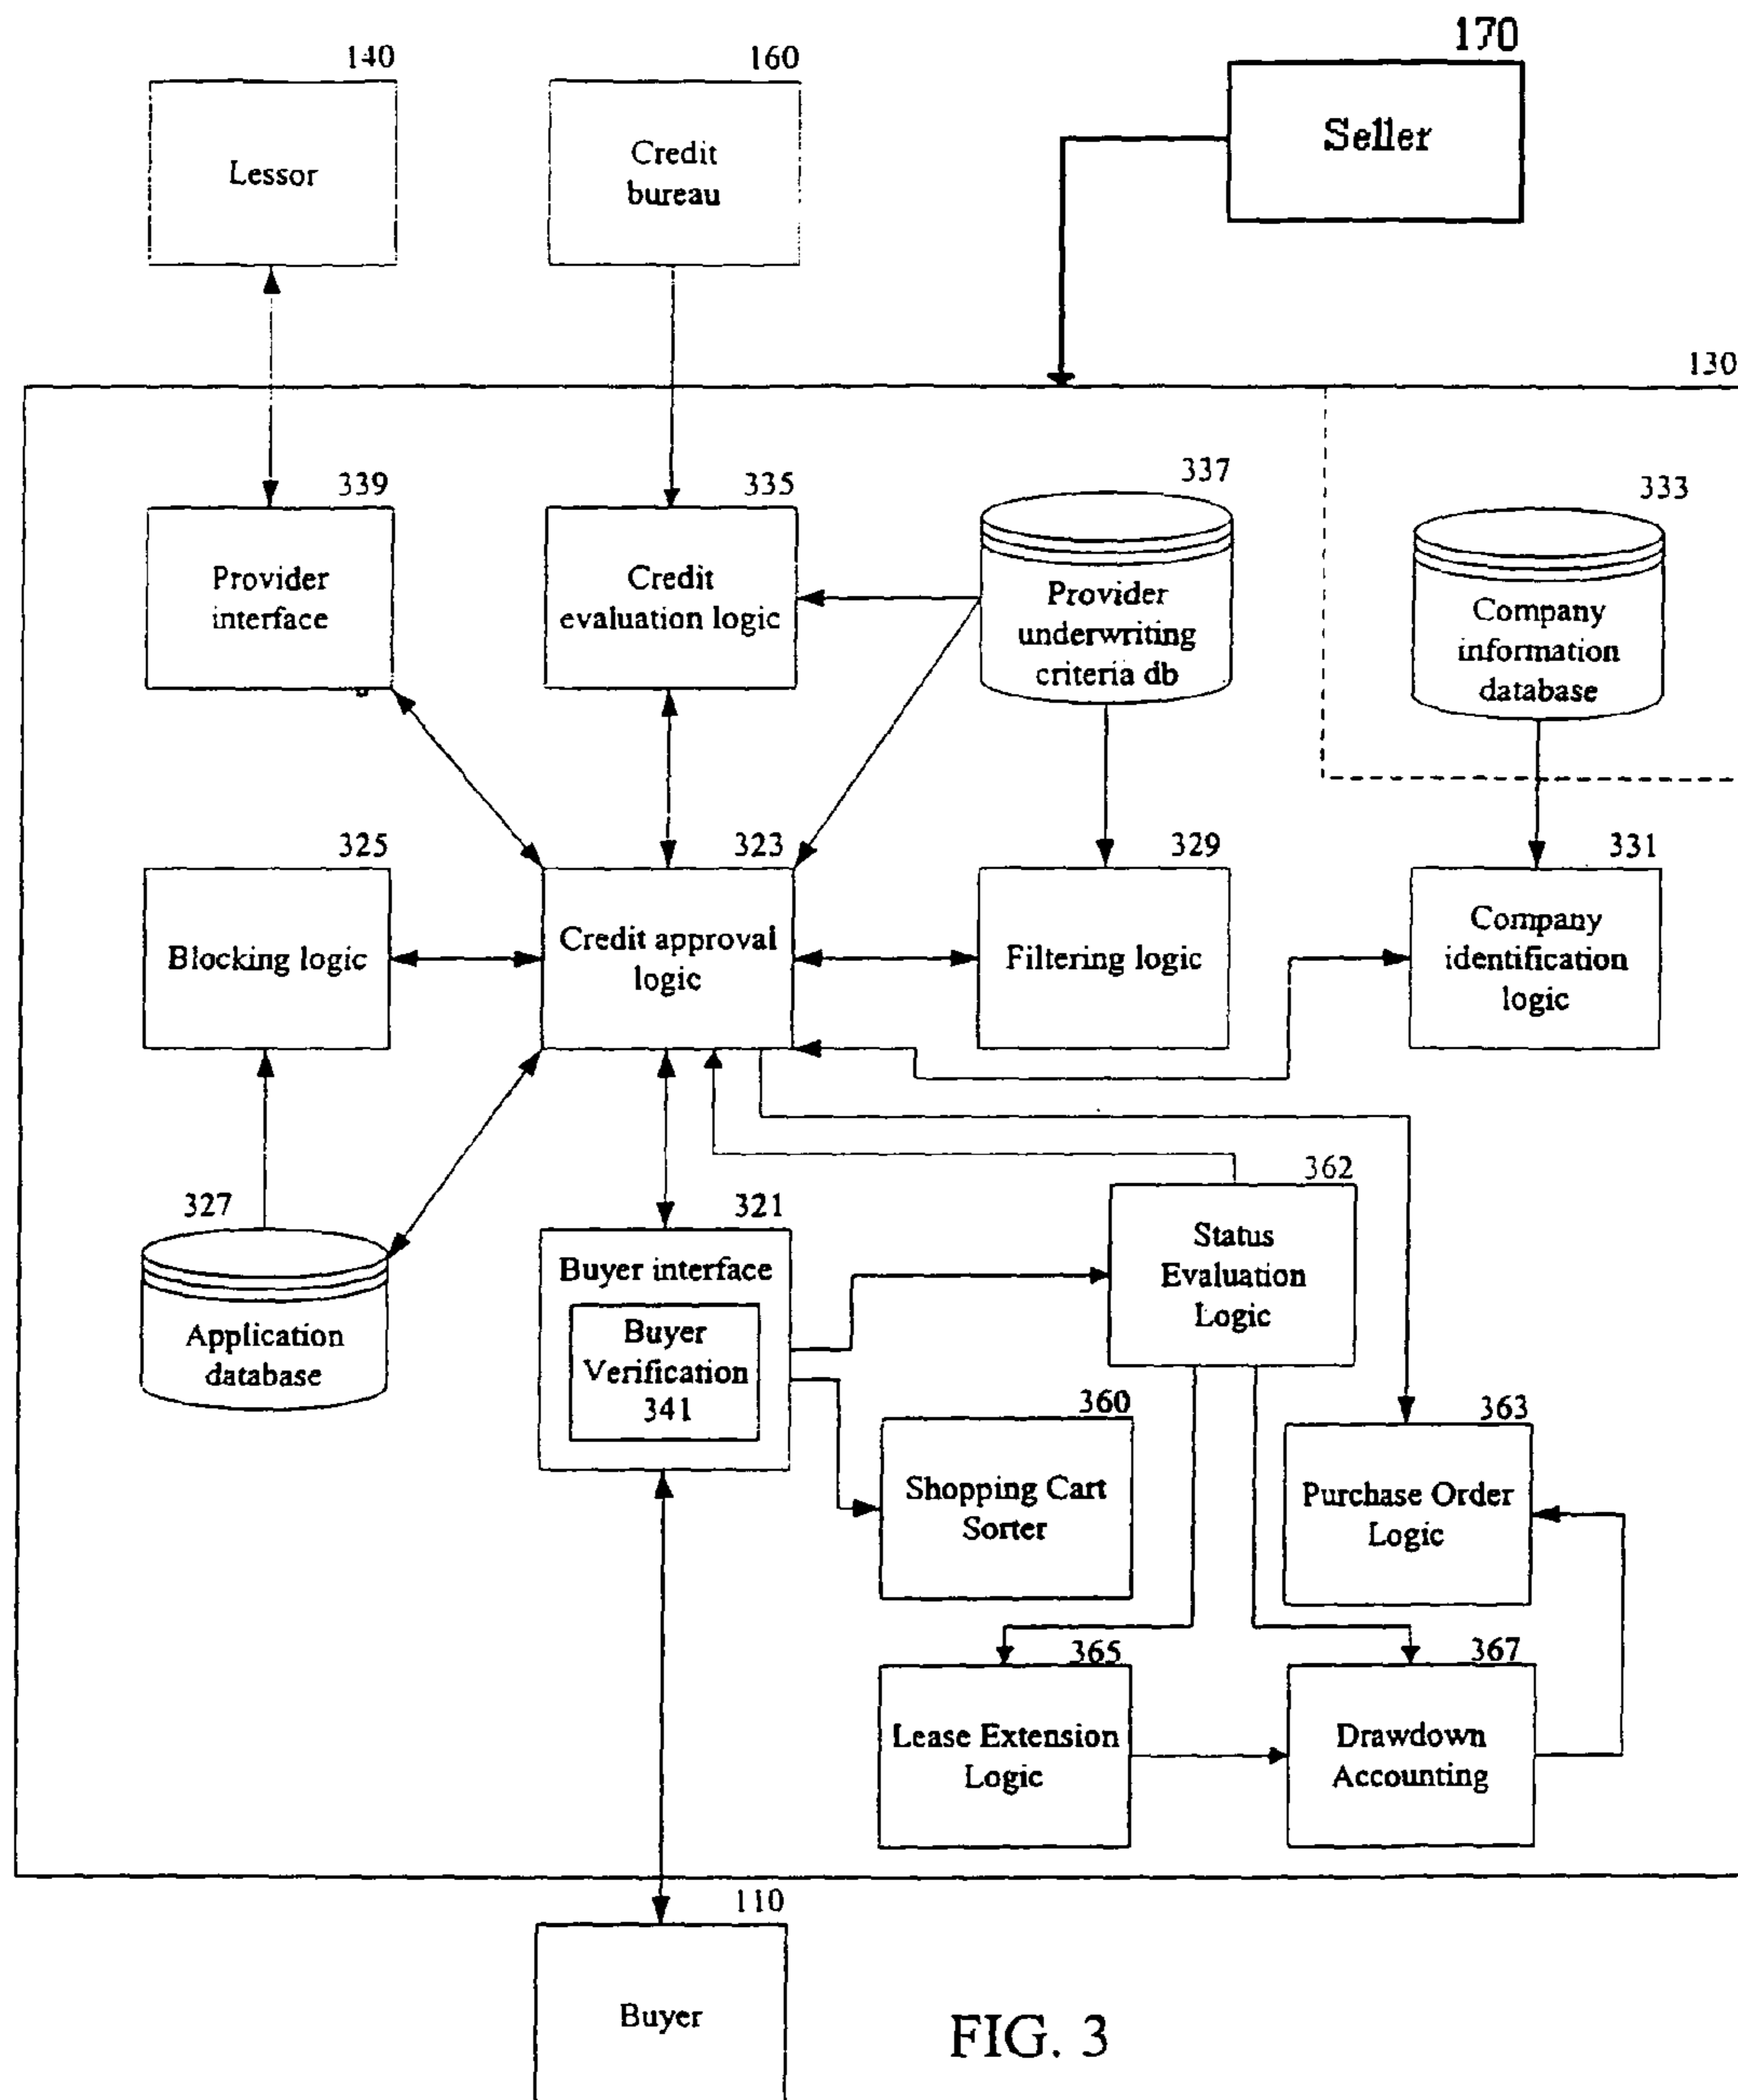 140
160
170
Lessor
Credit
bureau
Seller
130
339
335
337
333
Provider
interface
Credit
evaluation logic
Provider
underwriting
criteria db
Company
information
database
325
323
329
331
Blocking logic
Credit approval
logic
Filtering logic
Company
identification
logic
327
321
362
Application
database
Buyer interface
Buyer
Verification
341
Status
Evaluation
Logic
360
363
Shopping Cart
Sorter
Purchase Order
Logic
365
367
Lease Extension
Logic
Drawdown
Accounting
110
Buyer
FIG. 3